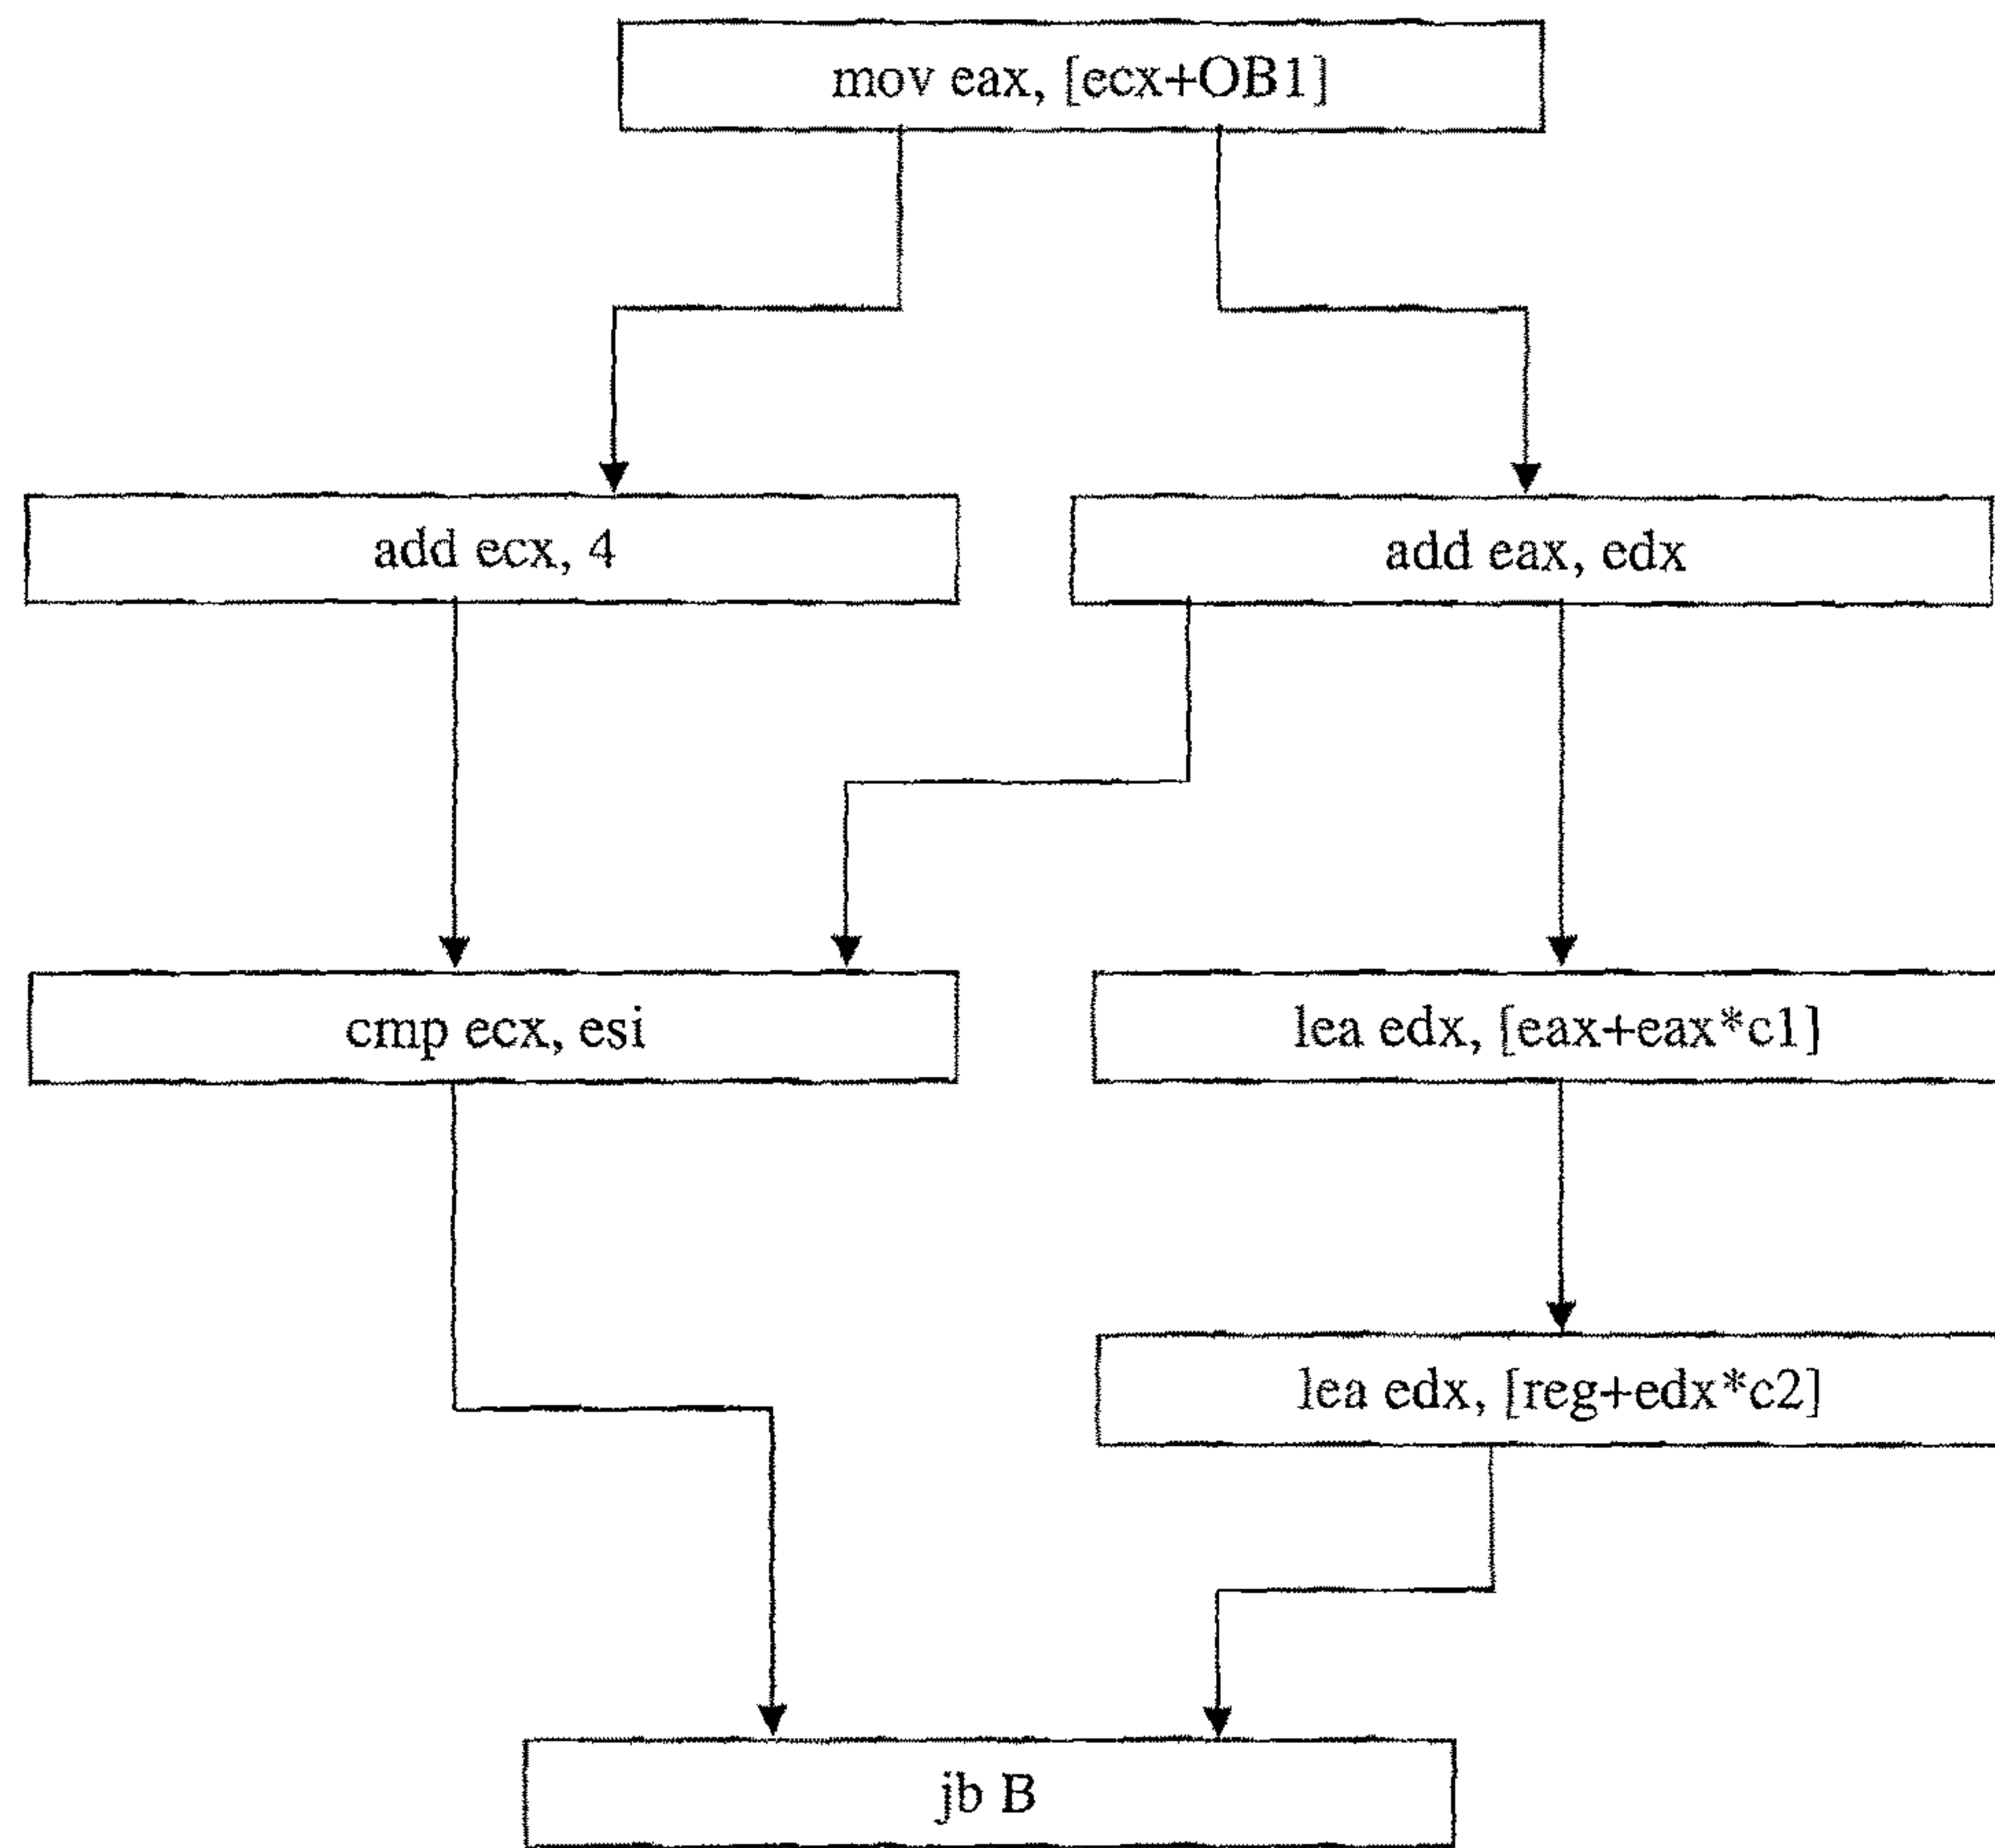 mov eax, [ecx+OB1]
add ecx, 4
add eax, edx
cmp ecx, esi
lea edx, [eax+eax*c1]
lea edx, [reg+edx*c2]
jb B